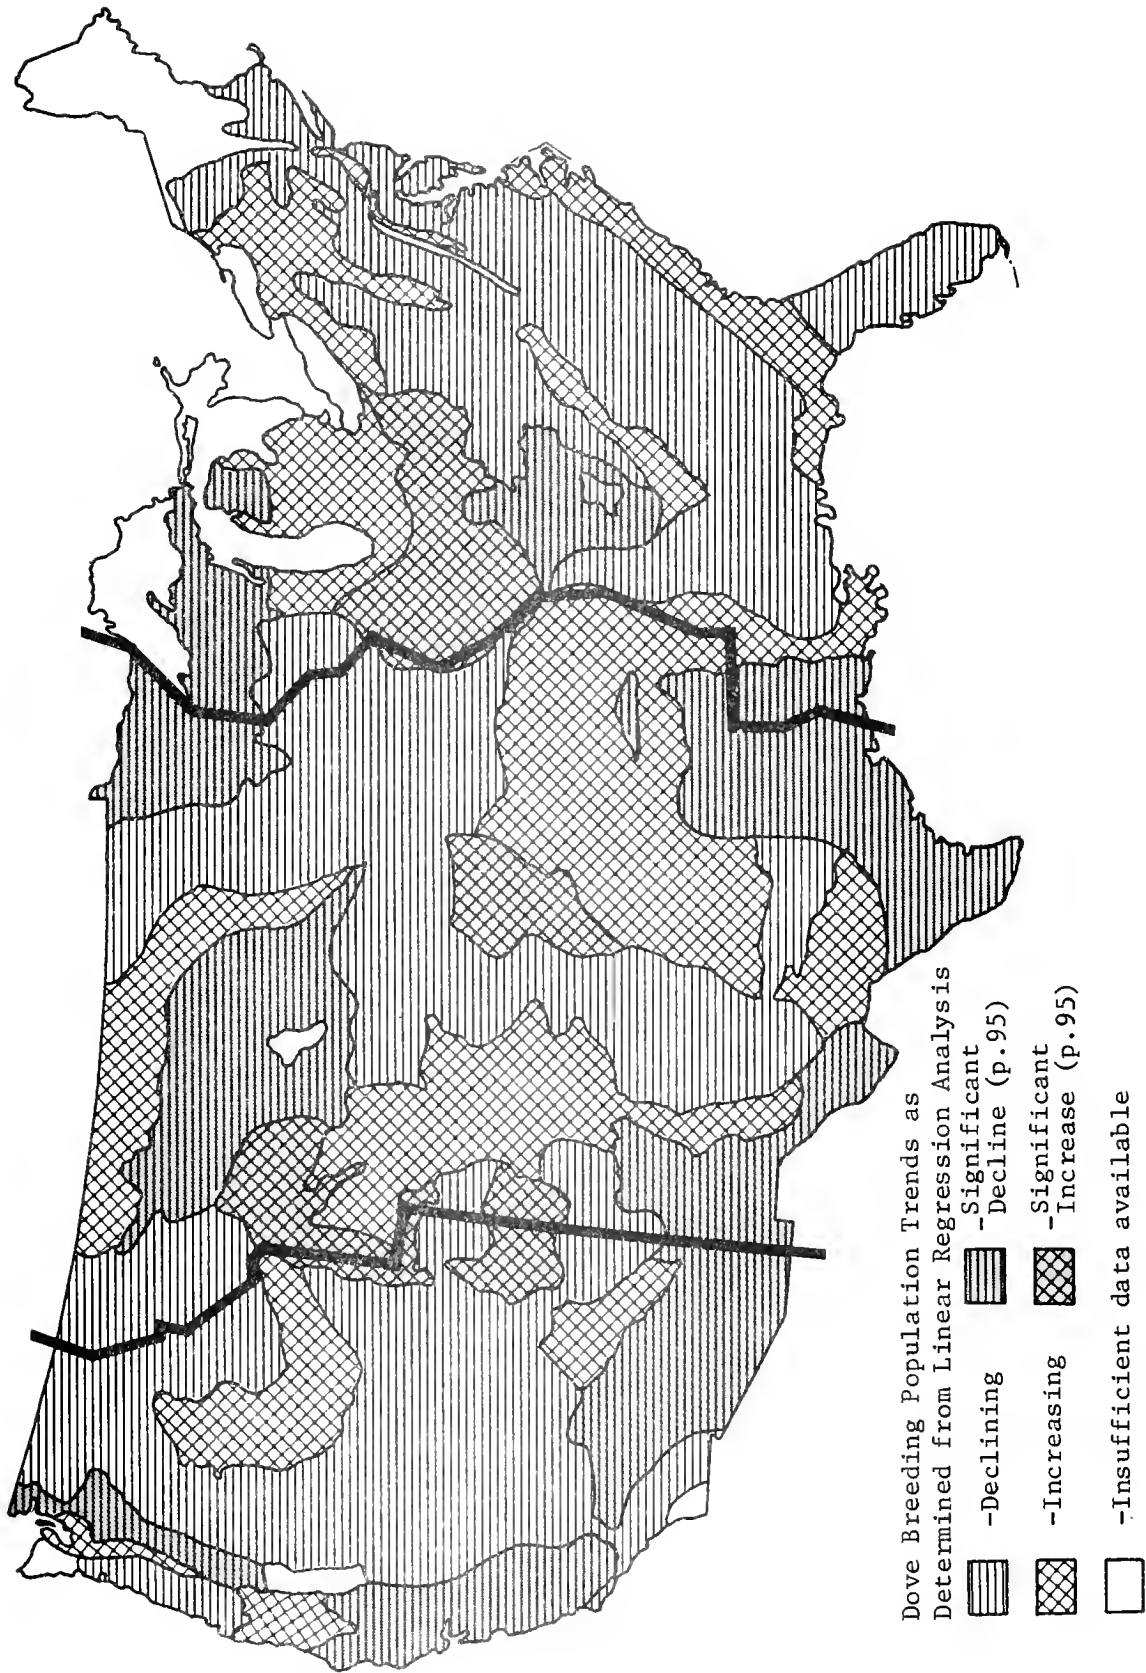 Dove Breeding Population Trends as
Determined from Linear Regression Analysis
-Declining
-Significant
Decline (p.95)
-Increasing
-Significant
Increase (p.95)
-Insufficient data available